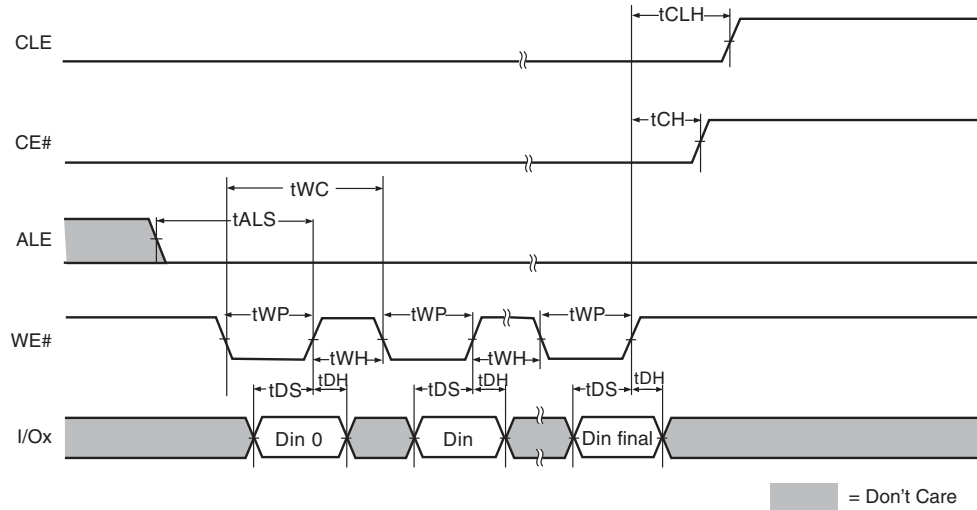 tCLH
CLE
tCH
CE#
tWC
tALS
ALE
tWP tWP tWP
WE#
tWH tWH
tDS tDH tDS tDH tDS tDH
I/Ox Din 0 Din Din final
= Don't Care